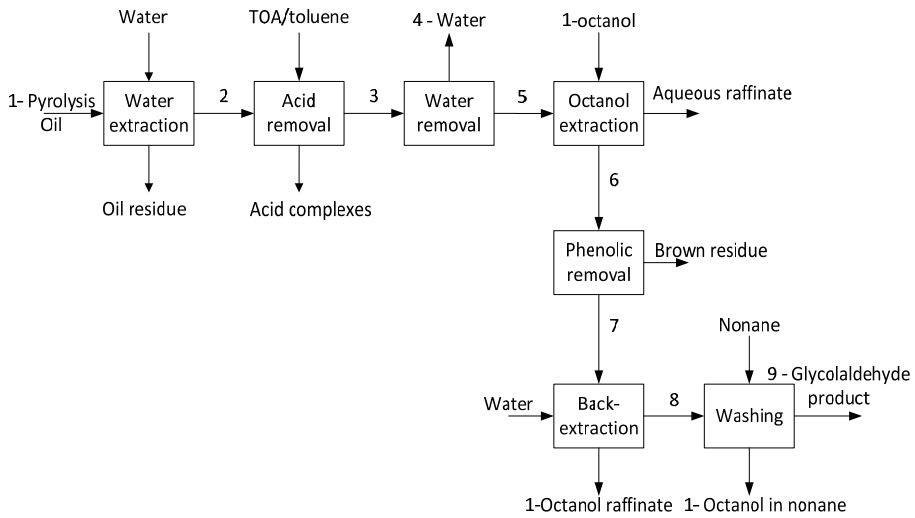 Water
TOA/toluene
4 - Water
1-octanol
1- Pyrolysis
Oil
Water
extraction
2
Acid
removal
3
Water
removal
5
Octanol
extraction
Aqueous raffinate
Oil residue
Acid complexes
6
Phenolic
removal
Brown residue
7
Nonane
Water
Back-
extraction
8
Washing
9 - Glycolaldehyde
product
1-Octanol raffinate
1- Octanol in nonane